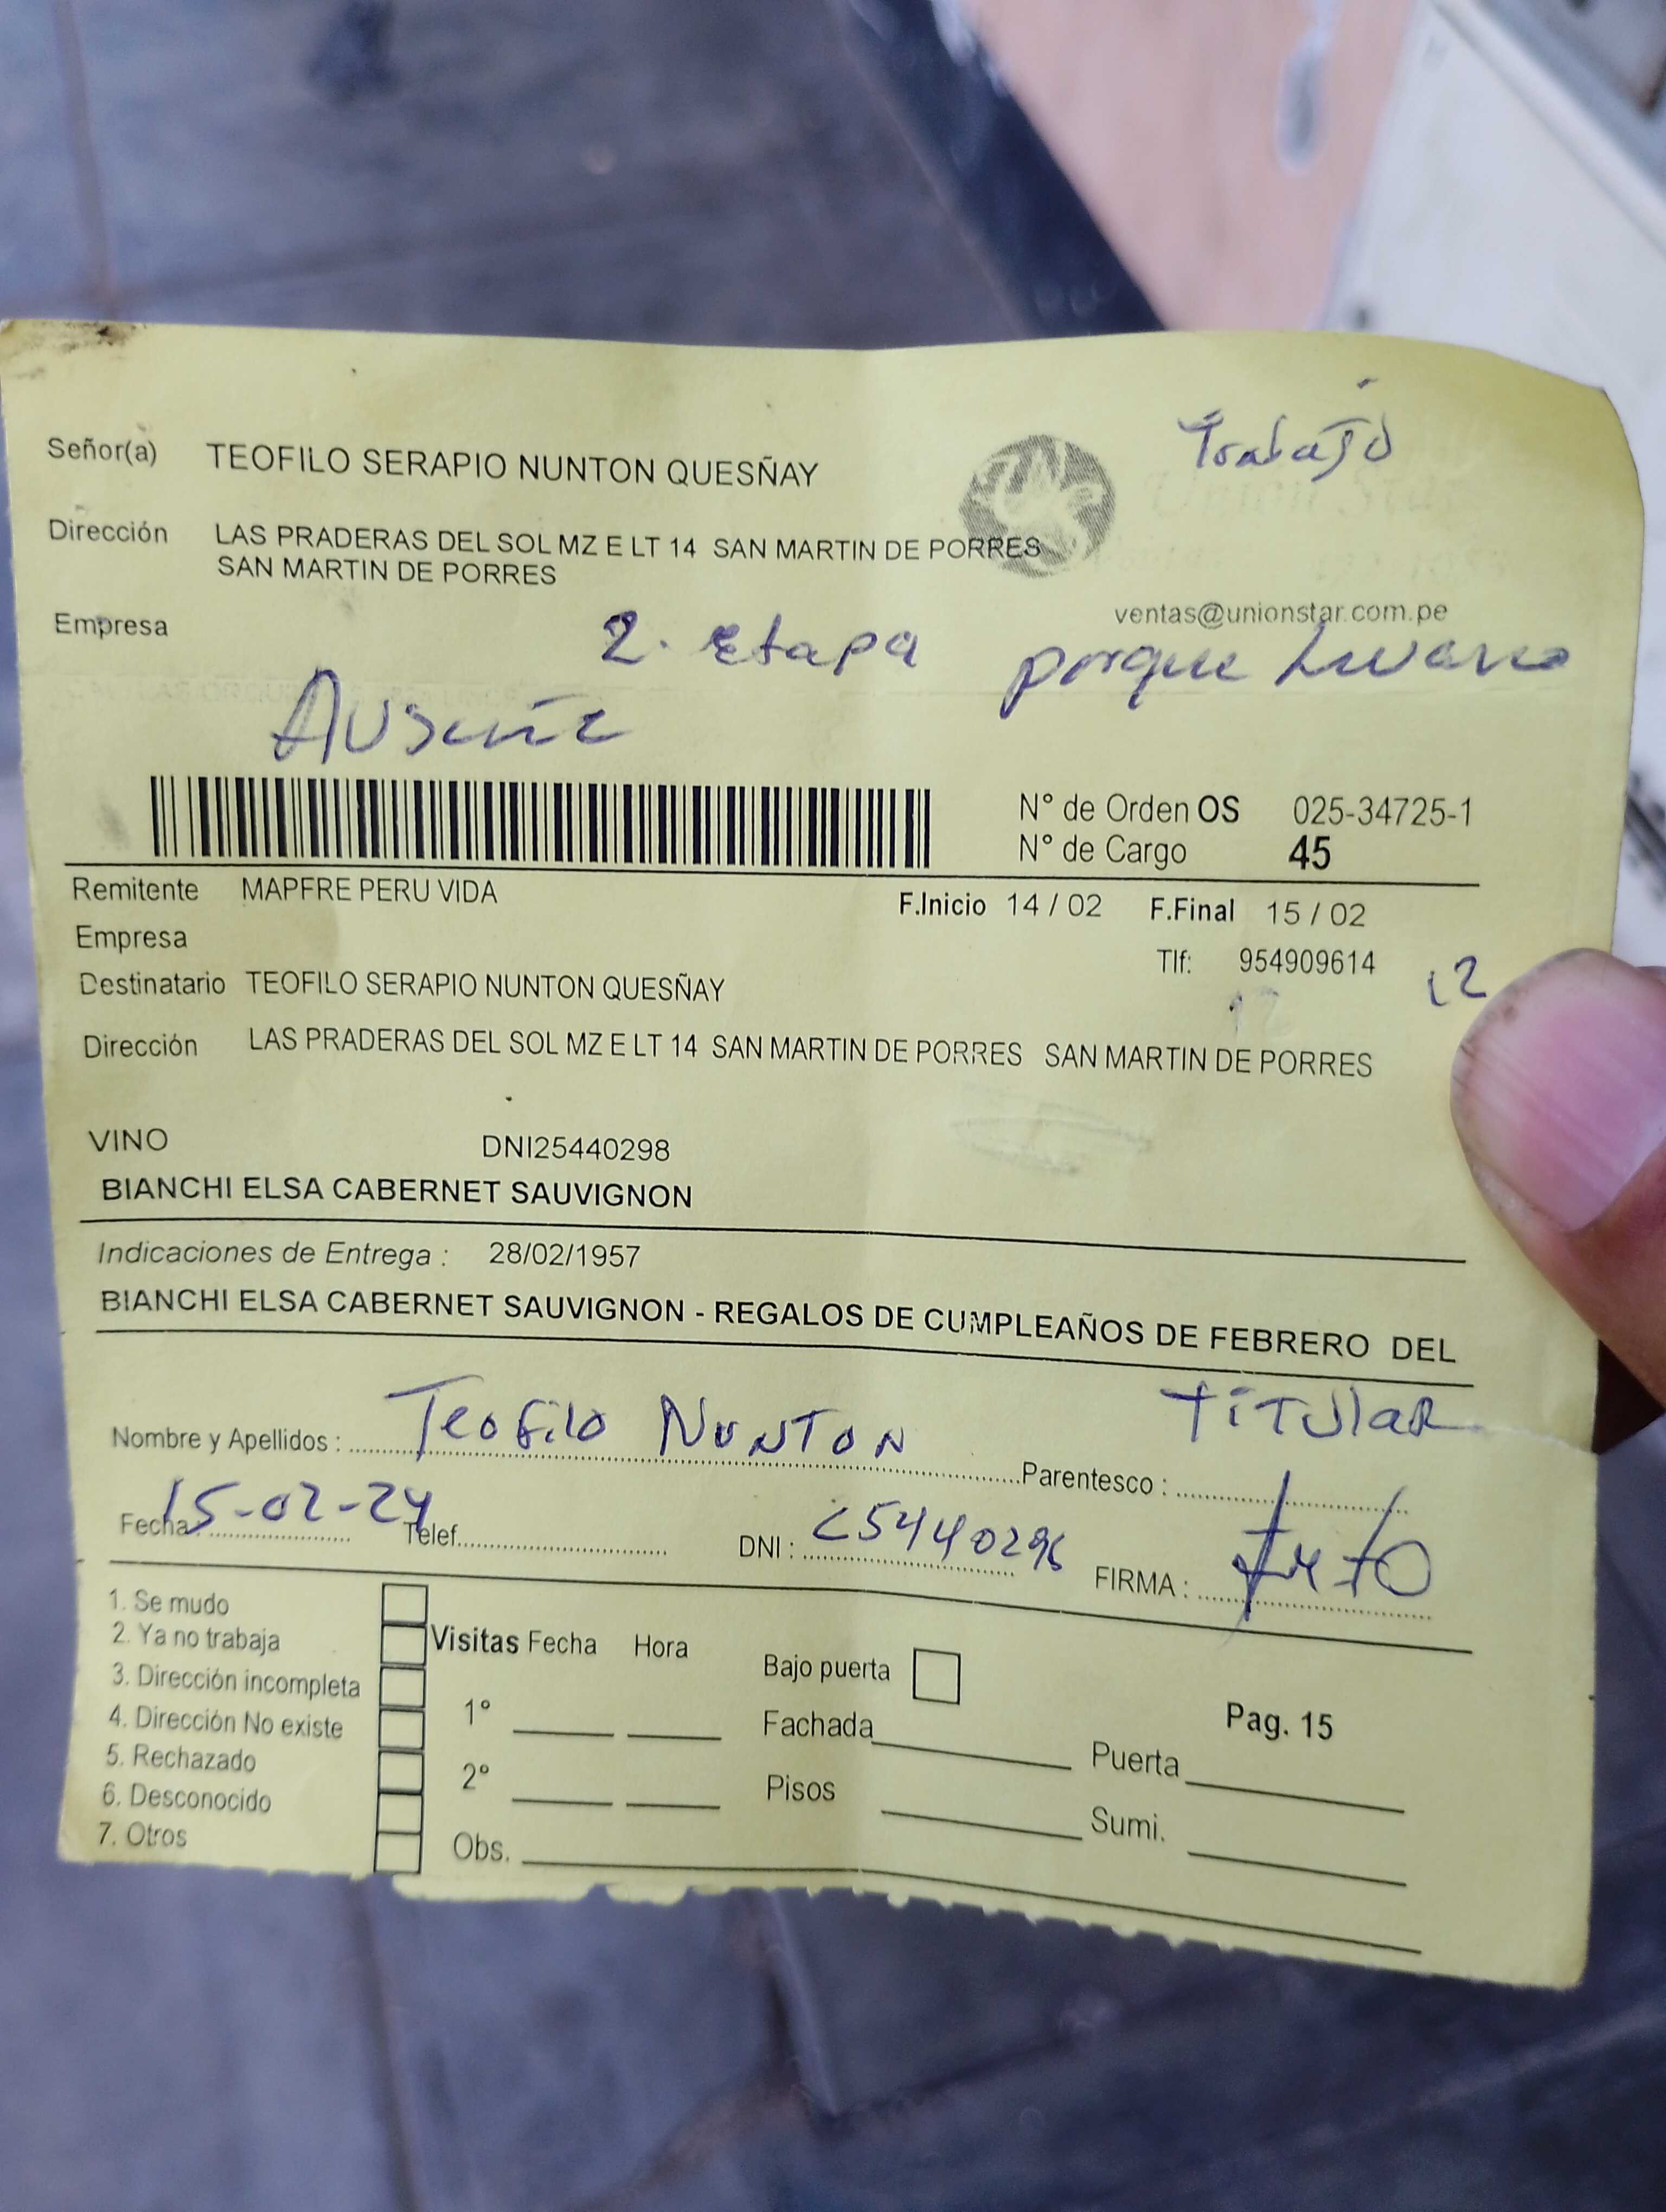 Trabajo
Señor(a) TEOFILO SERAPIO NUNTON QUESÑAY
Dirección LAS PRADERAS DEL SOL MZ E LT 14 SAN MARTIN DE PORRES
SAN MARTIN DE PORRES
ventas@unionstar.com.pe
Empresa 2. Etapa porque
Ausente
N° de Orden OS 025-34725-1
N° de Cargo 45
Remitente MAPFRE PERU VIDA F.Inicio 14 / 02 F.Final 15 / 02
Empresa
Tlf: 954909614 12
Destinatario TEOFILO SERAPIO NUNTON QUESÑAY
Dirección LAS PRADERAS DEL SOL MZ E LT 14 SAN MARTIN DE PORRES SAN MARTIN DE PORRES
VINO DNI25440298
BIANCHI ELSA CABERNET SAUVIGNON
Indicaciones de Entrega : 28/02/1957
BIANCHI ELSA CABERNET SAUVIGNON - REGALOS DE CUMPLEAÑOS DE FEBRERO DEL
Nombre y Apellidos : Teofilo NUNTON Parentesco : TiTUlaR
Fecha 15-02-24 Telef. DNI : 25440296 FIRMA :
1. Se mudo
2. Ya no trabaja Visitas Fecha Hora Bajo puerta
3. Dirección incompleta
4. Dirección No existe 1° Fachada Pag. 15
5. Rechazado Puerta
6. Desconocido 2° Pisos
7. Otros Obs. Sumi.